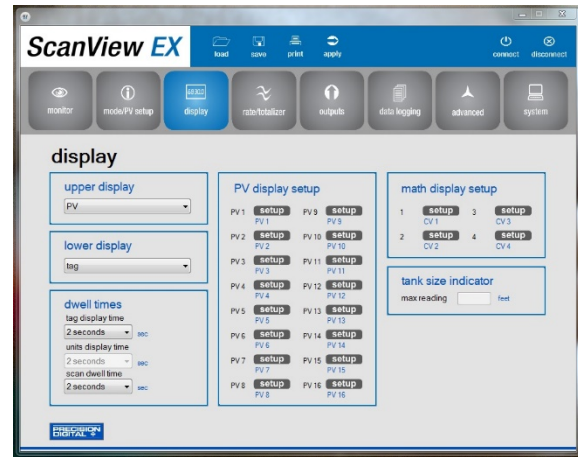 ScanView EX
load save print apply connect disconnect
monitor mode/PV setup display rate/totalizer outputs data logging advanced system
display
upper display
PV
lower display
tag
dwell times
tag display time
2 seconds sec
units display time
2 seconds sec
scan dwell time
2 seconds sec
PV display setup
PV 1 setup PV 9 setup
PV 1 PV 9
PV 2 setup PV 10 setup
PV 2 PV 10
PV 3 setup PV 11 setup
PV 3 PV 11
PV 4 setup PV 12 setup
PV 4 PV 12
PV 5 setup PV 13 setup
PV 5 PV 13
PV 6 setup PV 14 setup
PV 6 PV 14
PV 7 setup PV 15 setup
PV 7 PV 15
PV 8 setup PV 16 setup
PV 8 PV 16
math display setup
1 setup 3 setup
CV 1 CV 3
2 setup 4 setup
CV 2 CV 4
tank size indicator
max reading feet
PRECISION
DIGITAL